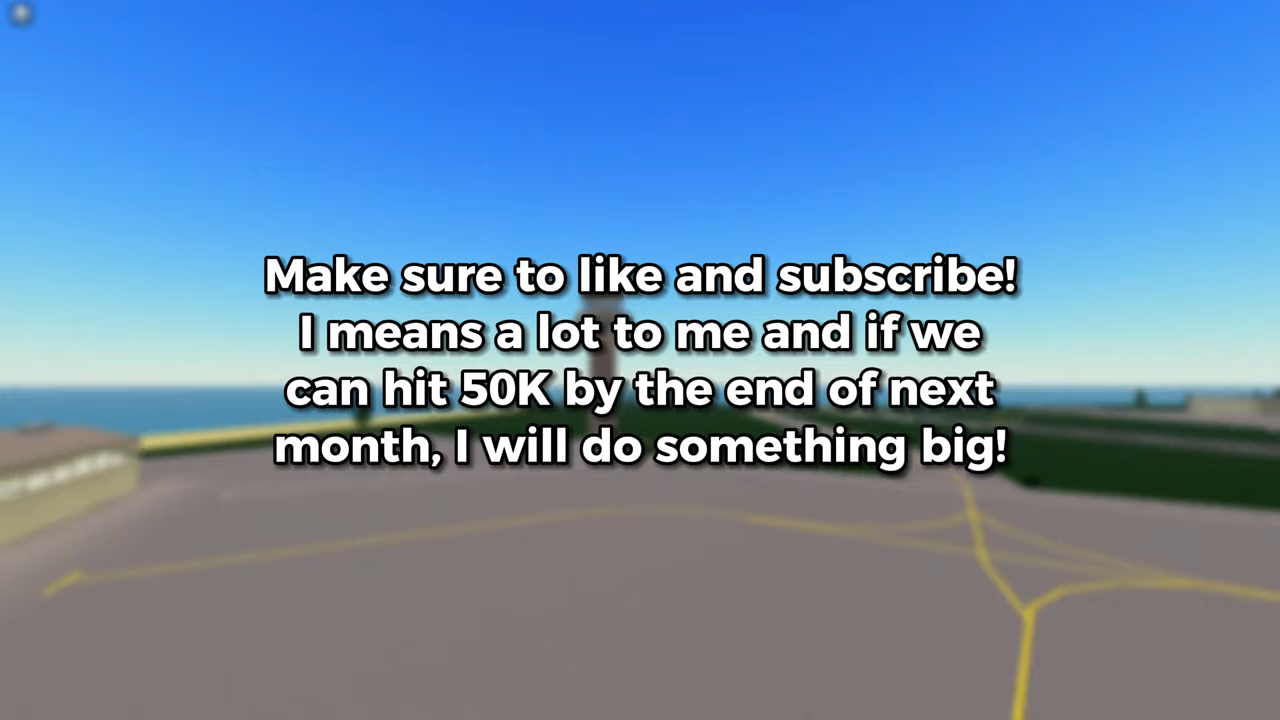 Make sure to like and subscribe!
I means a lot to me and if we
can hit 50K by the end of next
month, I will do something big!